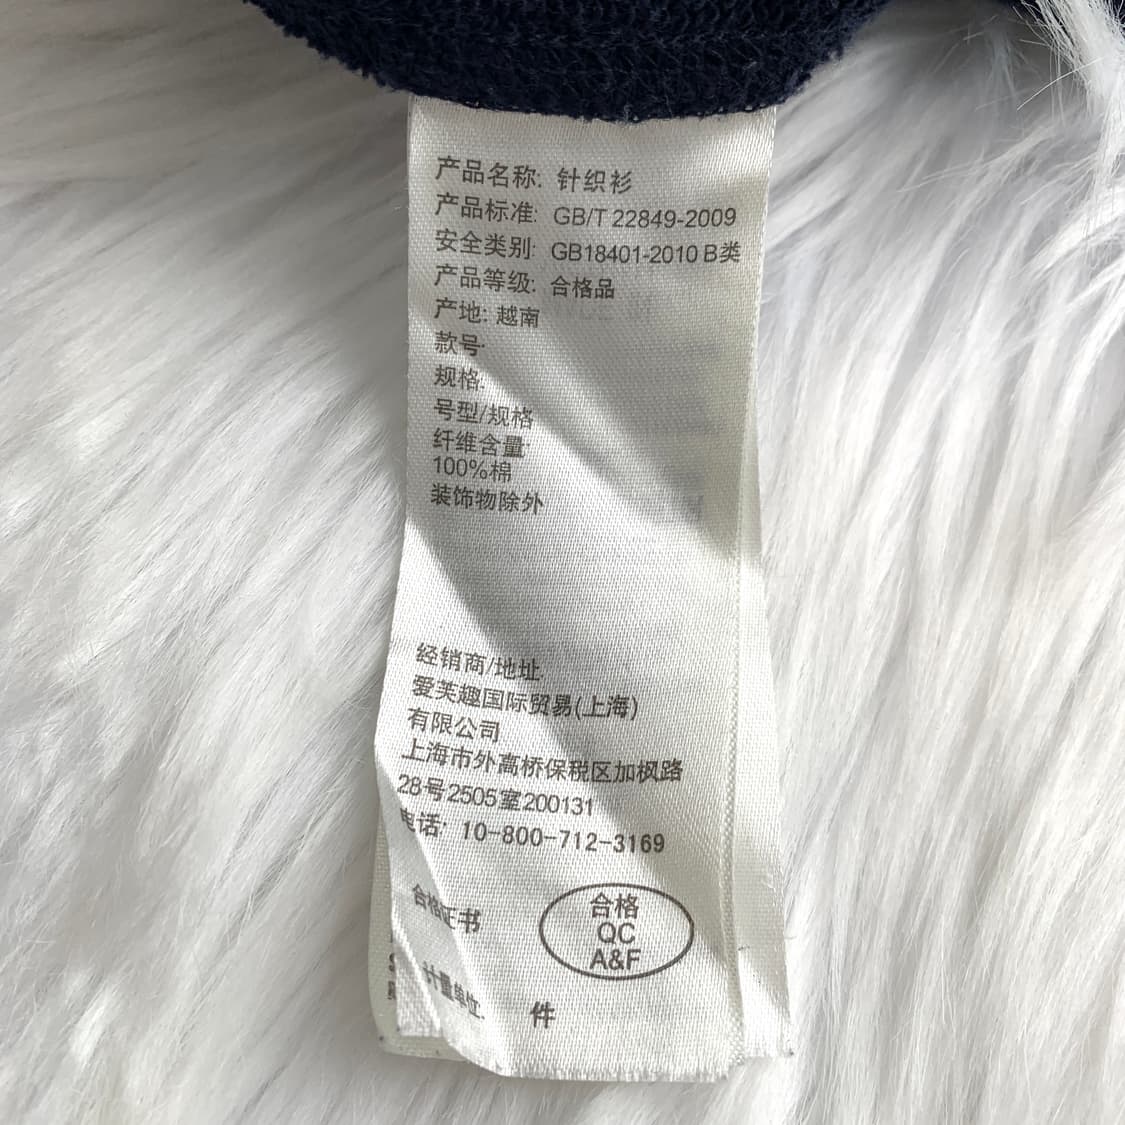 产品名称: 针织衫
产品标准: GB/T 22849-2009
安全类别: GB18401-2010 B类
产品等级: 合格品
产地: 越南
款号:
规格:
号型/规格
纤维含量:
100%棉
装饰物除外
经销商/地址
爱芙趣国际贸易(上海)
有限公司
上海市外高桥保税区加枫路
28号2505室200131
电话: 10-800-712-3169
合格证书
合格
QC
A&F
计量单位: 件